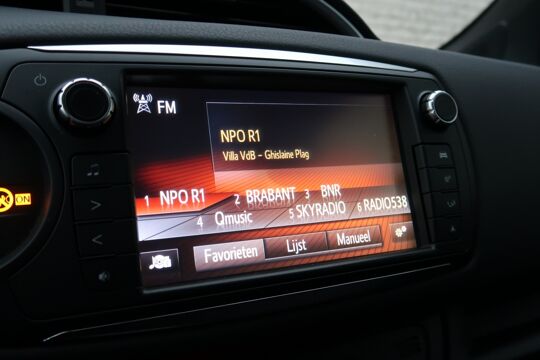 FM
NPO R1
Villa VdB - Ghislaine Plag
1 NPO R1 2 BRABANT 3 BNR
4 Qmusic 5 SKYRADIO 6 RADIO538
Favorieten Lijst Manueel
ON